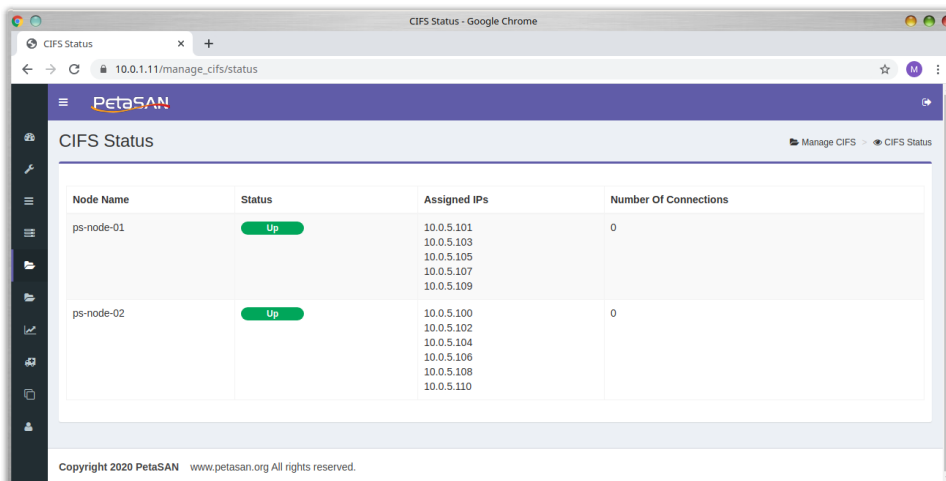 CIFS Status - Google Chrome
CIFS Status
10.0.1.11/manage_cifs/status
M
PetaSAN
CIFS Status
Manage CIFS > CIFS Status
Node Name Status Assigned IPs Number Of Connections
ps-node-01 Up 10.0.5.101 0
10.0.5.103
10.0.5.105
10.0.5.107
10.0.5.109
ps-node-02 Up 10.0.5.100 0
10.0.5.102
10.0.5.104
10.0.5.106
10.0.5.108
10.0.5.110
Copyright 2020 PetaSAN www.petasan.org All rights reserved.